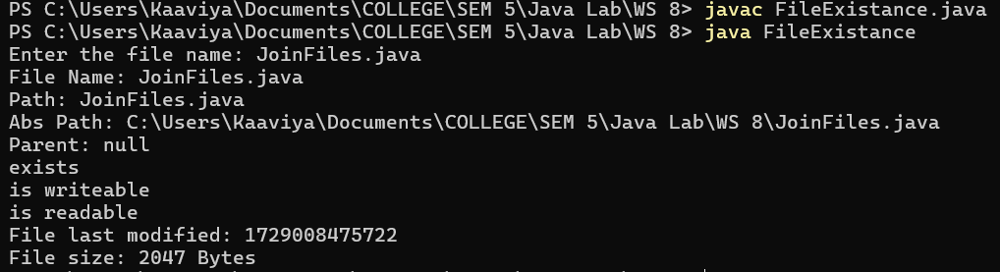 PS C:\Users\Kaaviya\Documents\COLLEGE\SEM 5\Java Lab\WS 8> javac FileExistance.java
PS C:\Users\Kaaviya\Documents\COLLEGE\SEM 5\Java Lab\WS 8> java FileExistance
Enter the file name: JoinFiles.java
File Name: JoinFiles.java
Path: JoinFiles.java
Abs Path: C:\Users\Kaaviya\Documents\COLLEGE\SEM 5\Java Lab\WS 8\JoinFiles.java
Parent: null
exists
is writeable
is readable
File last modified: 1729008475722
File size: 2047 Bytes